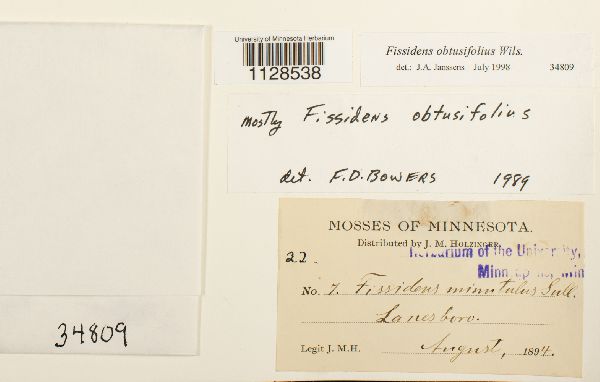 University of Minnesota Herbarium
1128538
Fissidens obtusifolius Wils.
det.: J.A. Janssens July 1998 34809
mostly Fissidens obtusifolius
det. F.D. BOWERS 1989
MOSSES OF MINNESOTA.
Distributed by J. M. HOLZINGER.
Herbarium of the University,
22.
No. 7. Fissidens minutulus Sull.
Lanesboro.
Legit J. M. H. August, 1894.
34809